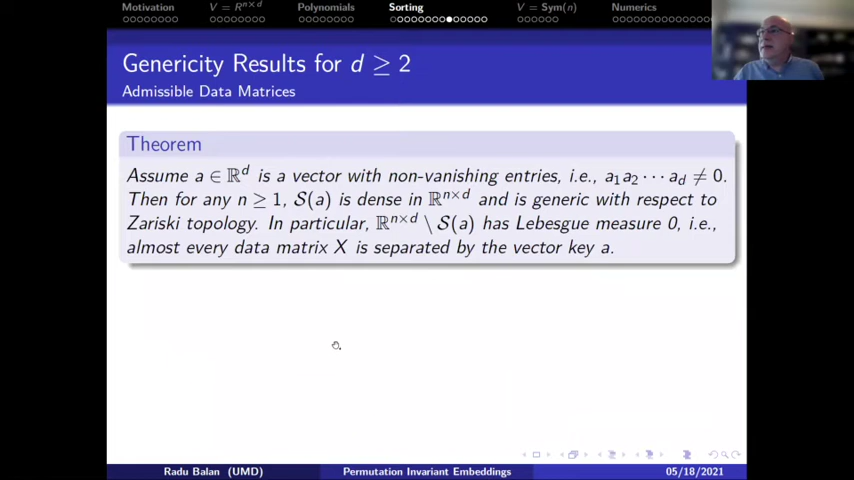 Motivation V = R^{n×d} Polynomials Sorting V = Sym(n) Numerics
Genericity Results for d ≥ 2
Admissible Data Matrices
Theorem
Assume a ∈ ℝ^d is a vector with non-vanishing entries, i.e., a₁a₂ ⋯ a_d ≠ 0.
Then for any n ≥ 1, 𝒮(a) is dense in ℝ^{n×d} and is generic with respect to
Zariski topology. In particular, ℝ^{n×d} \ 𝒮(a) has Lebesgue measure 0, i.e.,
almost every data matrix X is separated by the vector key a.
Radu Balan (UMD) Permutation Invariant Embeddings 05/18/2021